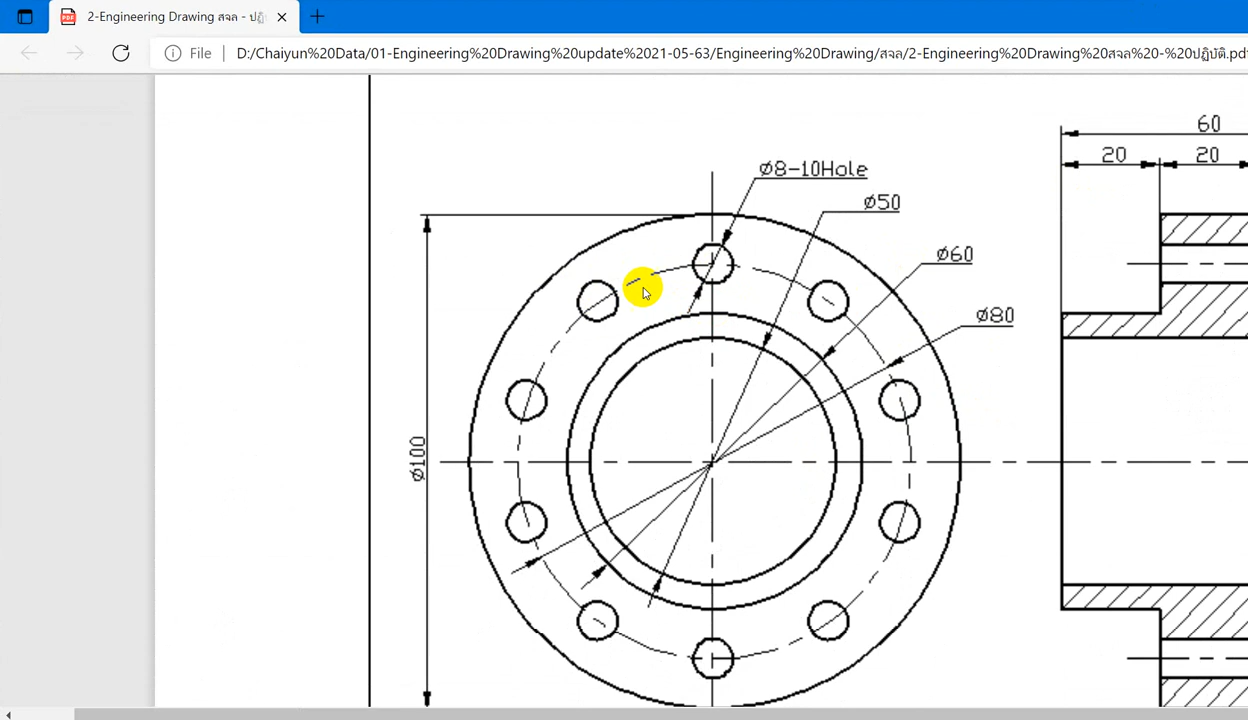 2-Engineering Drawing สจล - ปฏิ
File D:/Chaiyun%20Data/01-Engineering%20Drawing%20update%2021-05-63/Engineering%20Drawing/สจล/2-Engineering%20Drawing%20สจล%20-%20ปฏิบัติ.pdf
60
20 20
Ø8-10Hole
Ø50
Ø60
Ø80
Ø100